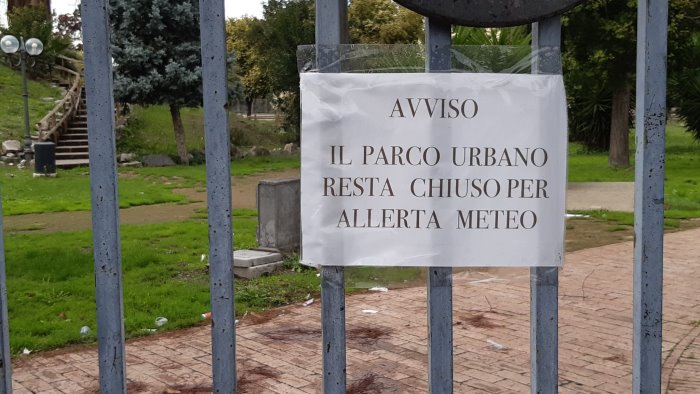 AVVISO
IL PARCO URBANO
RESTA CHIUSO PER
ALLERTA METEO